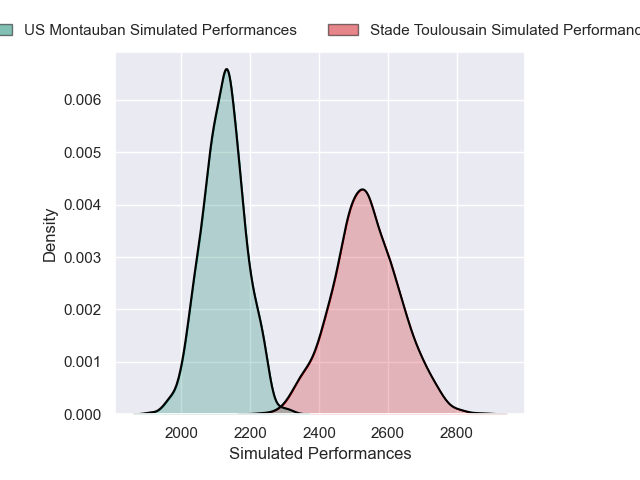 US Montauban Simulated Performances
Stade Toulousain Simulated Performanc
0.006
0.005
0.004
0.003
0.002
0.001
0.000
Density
2000 2200 2400 2600 2800
Simulated Performances